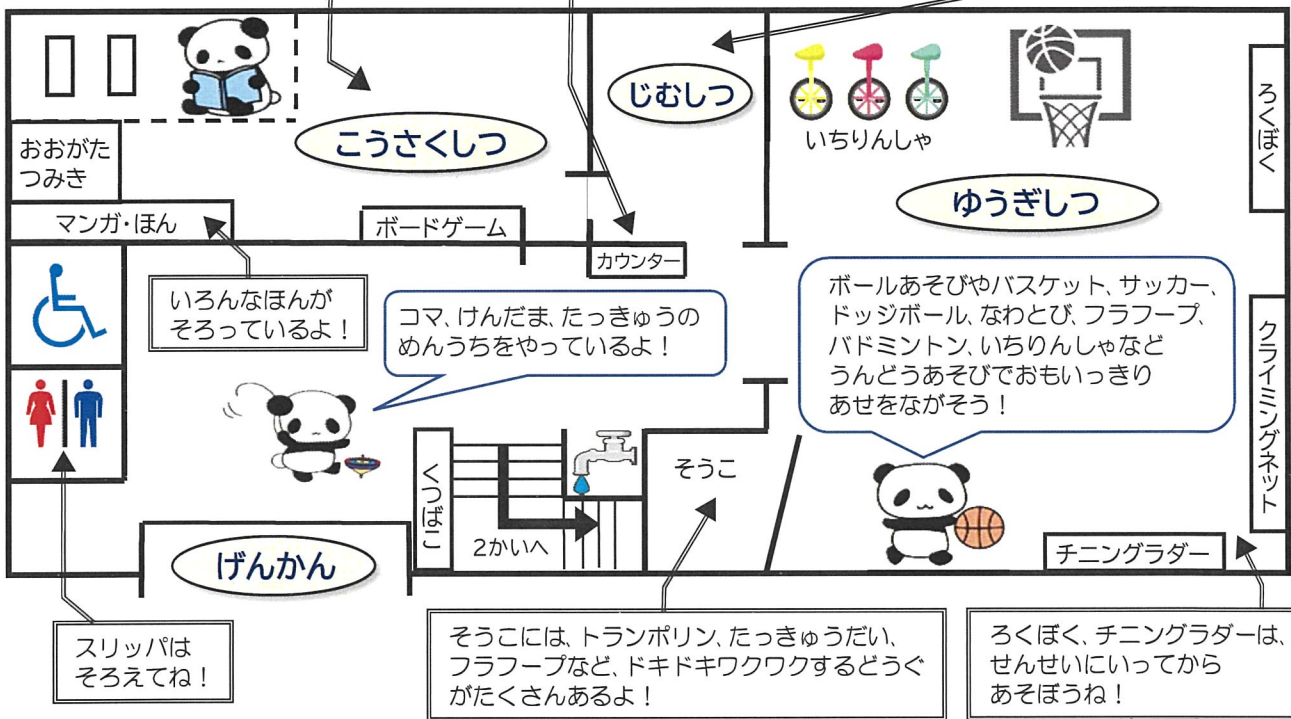 じむしつ
こうさくしつ
いちりんしゃ
ろくぼく
おおがた
つみき
ゆうぎしつ
マンガ・ほん
ボードゲーム
カウンター
いろんなほんが
そろっているよ！
コマ、けんだま、たっきゅうの
めんうちをやっているよ！
ボールあそびやバスケット、サッカー、
ドッジボール、なわとび、フラフープ、
バドミントン、いちりんしゃなど
うんどうあそびでおもいっきり
あせをながそう！
クライミングネット
くつばこ
そうこ
2かいへ
げんかん
チニングラダー
スリッパは
そろえてね！
そうこには、トランポリン、たっきゅうだい、
フラフープなど、ドキドキワクワクするどうぐ
がたくさんあるよ！
ろくぼく、チニングラダーは、
せんせいにいってから
あそぼうね！